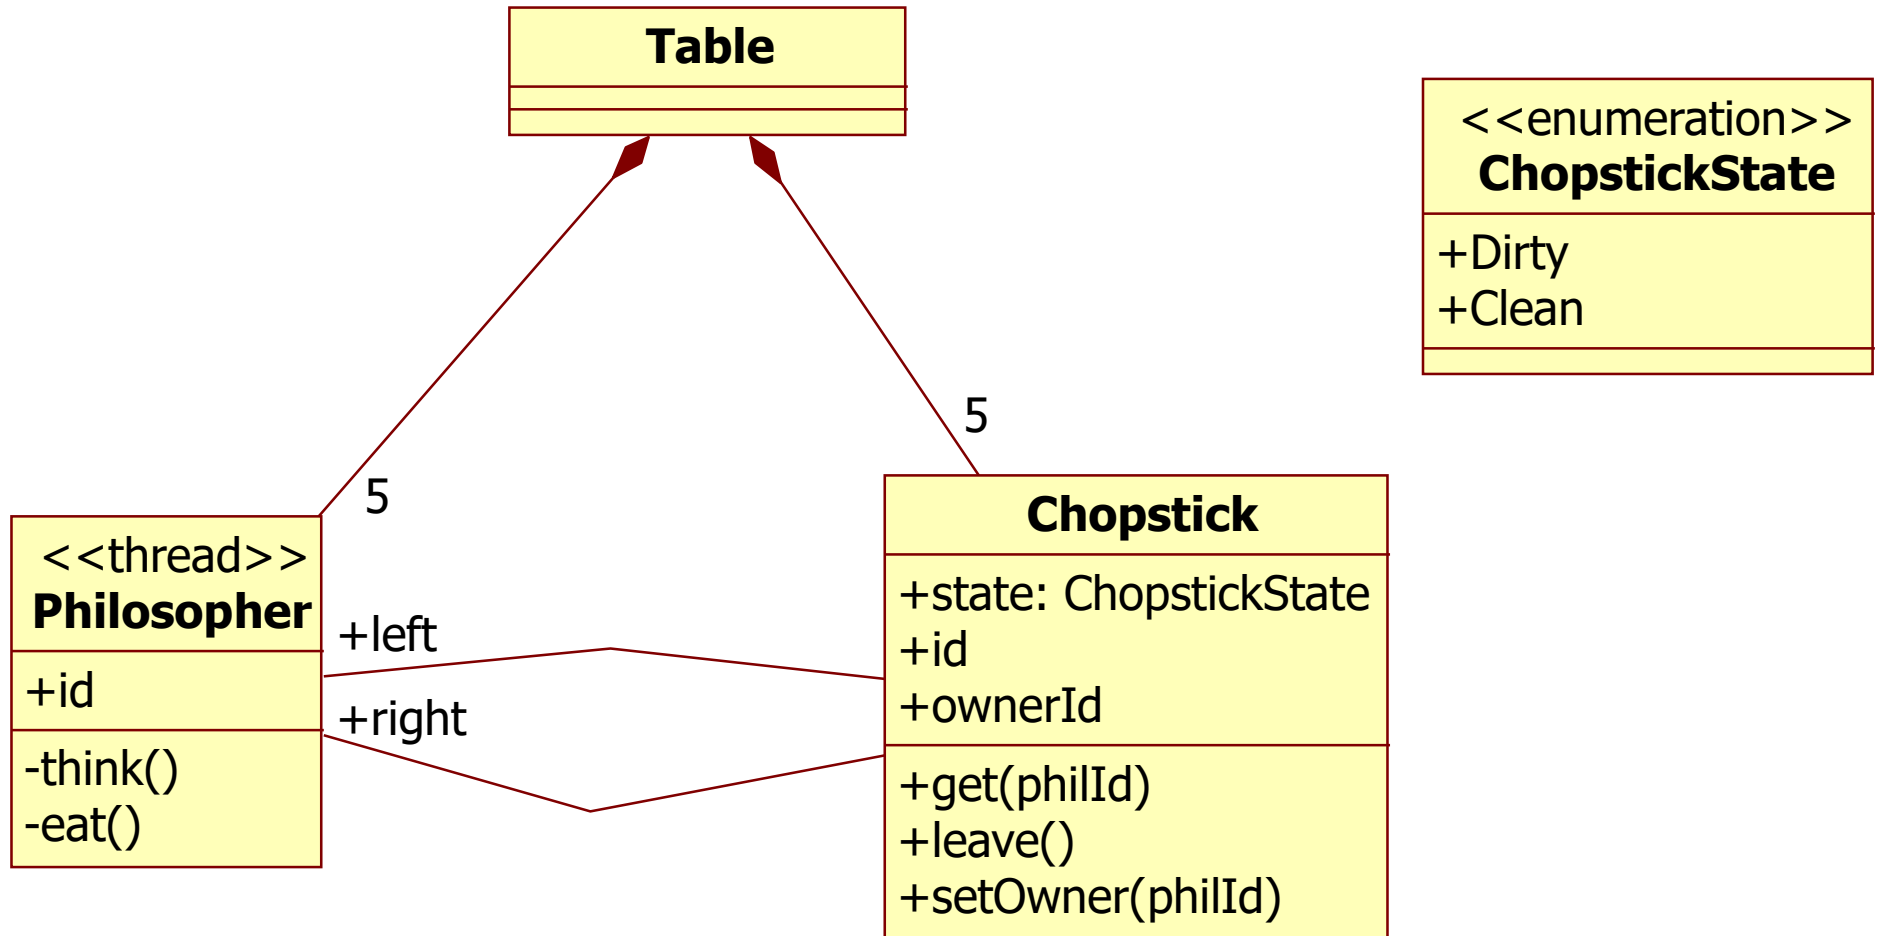 Table
<<enumeration>>
ChopstickState
+Dirty
+Clean
5
5
<<thread>>
Philosopher
+id
-think()
-eat()
+left
+right
Chopstick
+state: ChopstickState
+id
+ownerId
+get(philId)
+leave()
+setOwner(philId)